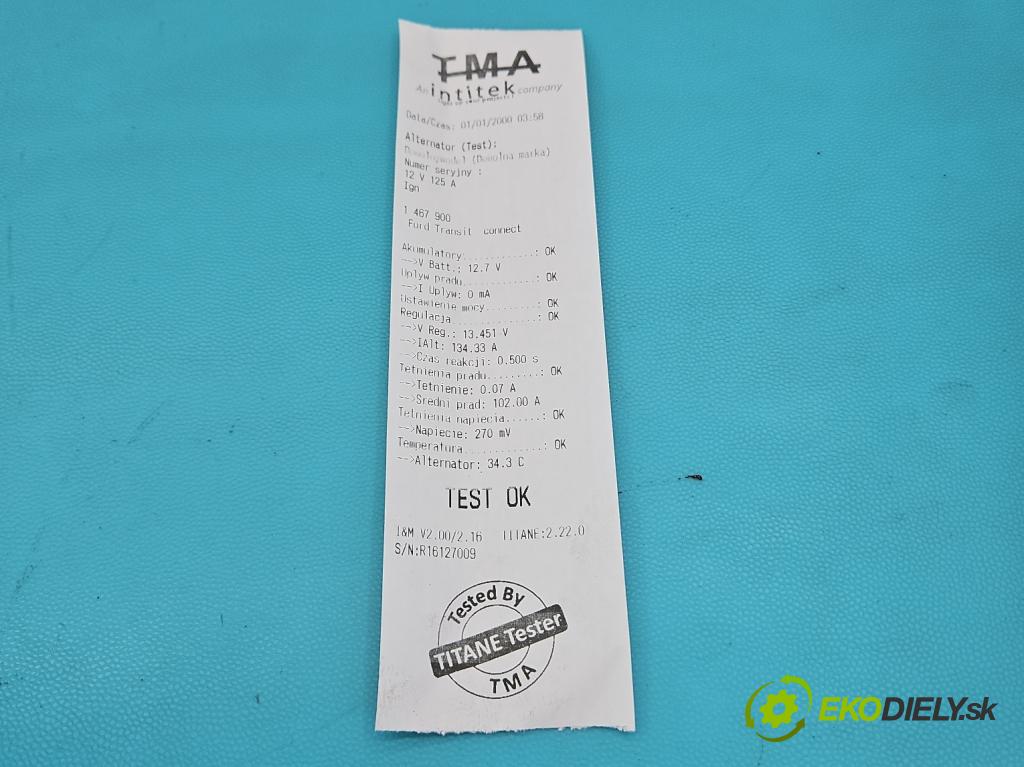 TMA
An intitek company
Data/Czas: 01/01/2000 03:58
Alternator (Test):
(Dowolna marka)
Numer seryjny :
12 V 125 A
Ign
1 467 900
Ford Transit connect
Akumulatory............: OK
-->V Batt.: 12.7 V
Uplyw pradu............: OK
-->I Uplyw: 0 mA
Ustawienie mocy........: OK
Regulacja..............: OK
-->V Reg.: 13.451 V
-->IAlt: 134.33 A
-->Czas reakcji: 0.500 s
Tetnienia pradu........: OK
-->Tetnienie: 0.07 A
-->Sredni prad: 102.00 A
Tetnienia napiecia.....: OK
-->Napiecie: 270 mV
Temperatura............: OK
-->Alternator: 34.3 C
TEST OK
I&M V2.00/2.16 TITANE:2.22.0
S/N:R16127009
Tested By
TITANE Tester
TMA
EKODIELY.sk